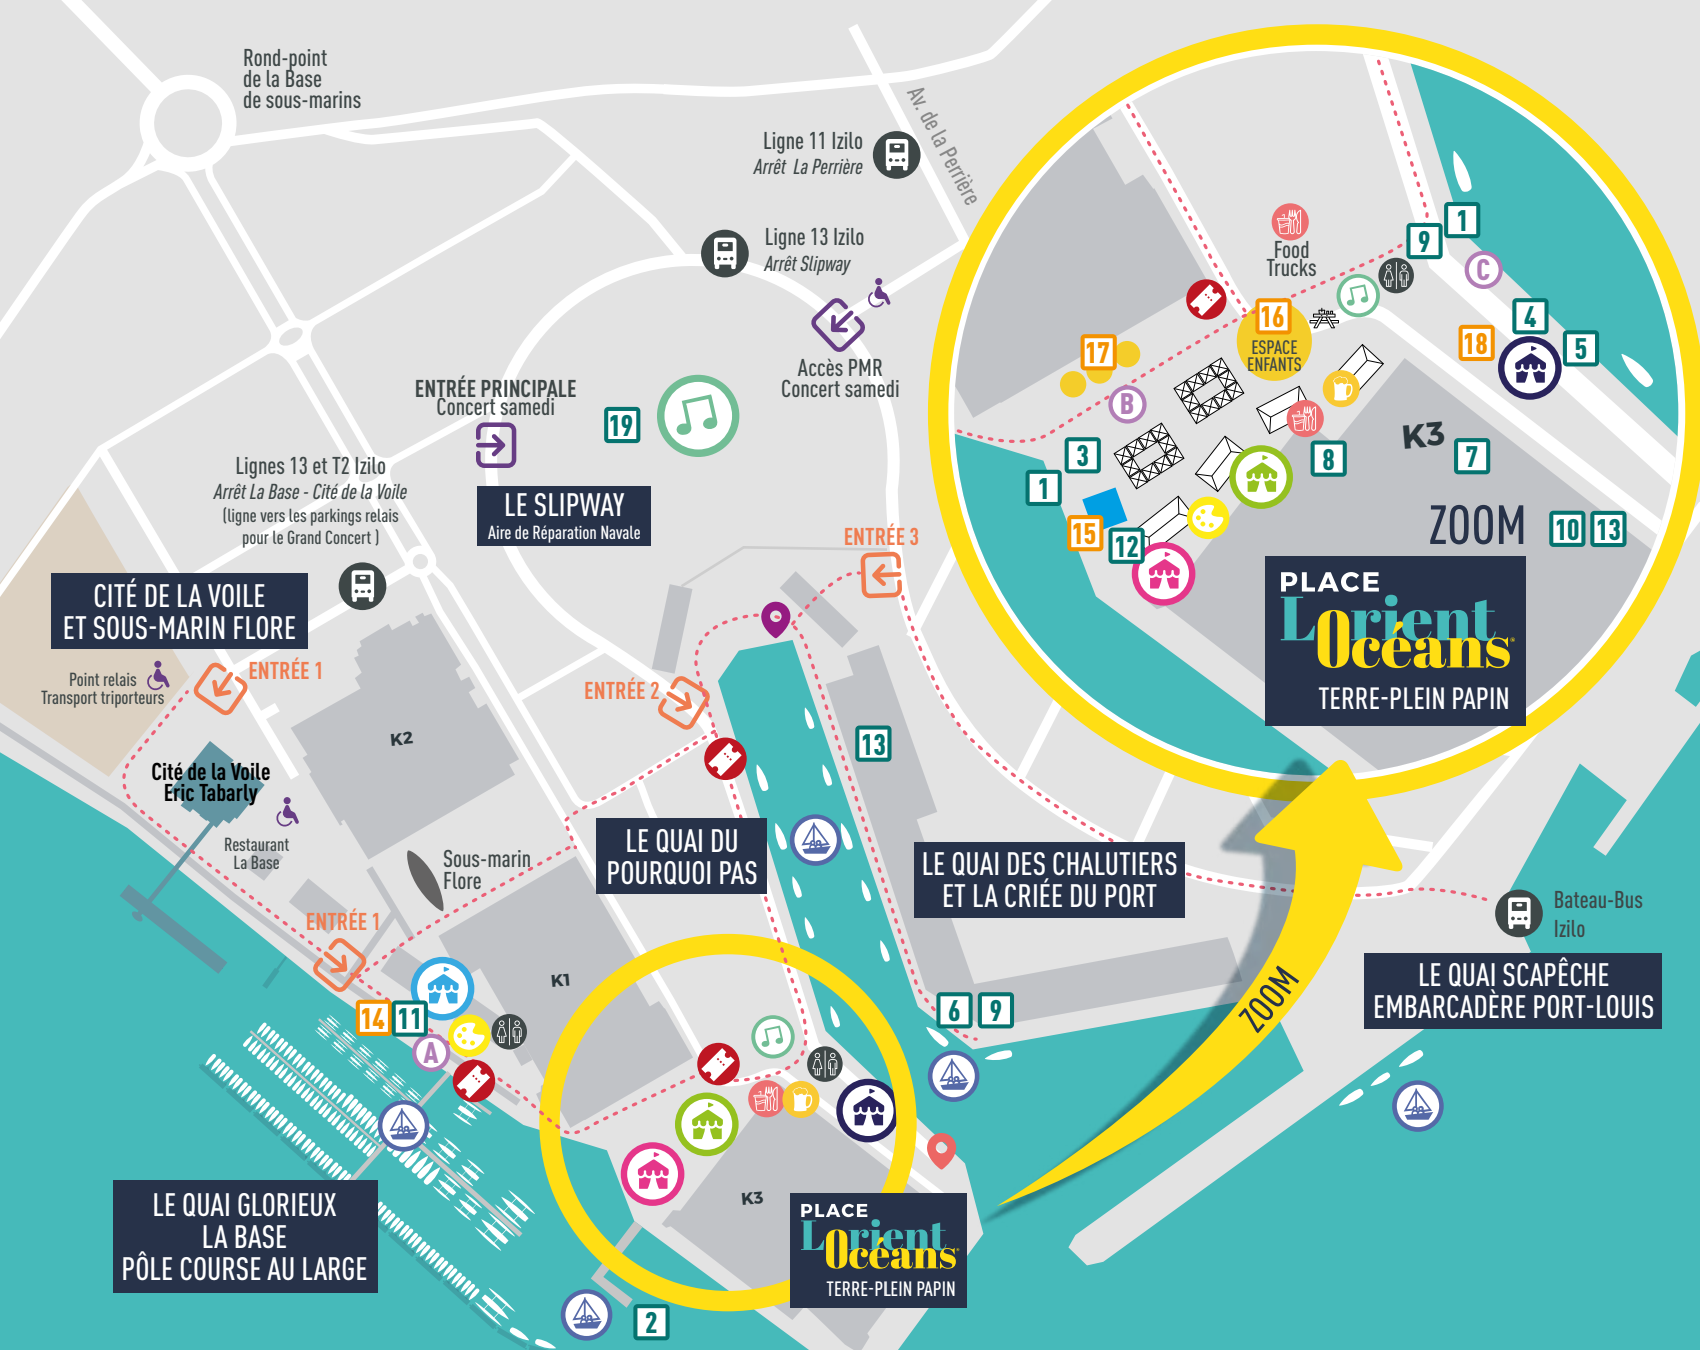 Rond-point
de la Base
de sous-marins
Av. de la Perrière
Ligne 11 Izilo
Arrêt La Perrière
Ligne 13 Izilo
Arrêt Slipway
Accès PMR
Concert samedi
ENTRÉE PRINCIPALE
Concert samedi
19
LE SLIPWAY
Aire de Réparation Navale
Lignes 13 et T2 Izilo
Arrêt La Base - Cité de la Voile
(ligne vers les parkings relais
pour le Grand Concert )
CITÉ DE LA VOILE
ET SOUS-MARIN FLORE
Point relais
Transport triporteurs
ENTRÉE 1
K2
Cité de la Voile
Eric Tabarly
Restaurant
La Base
Sous-marin
Flore
ENTRÉE 1
ENTRÉE 2
ENTRÉE 3
13
LE QUAI DU
POURQUOI PAS
LE QUAI DES CHALUTIERS
ET LA CRIÉE DU PORT
K1
14
11
A
6
9
LE QUAI GLORIEUX
LA BASE
PÔLE COURSE AU LARGE
K3
PLACE
Lorient
Océans
TERRE-PLEIN PAPIN
2
ZOOM
Bateau-Bus
Izilo
LE QUAI SCAPÊCHE
EMBARCADÈRE PORT-LOUIS
Food
Trucks
1
9
C
16
ESPACE
ENFANTS
17
B
4
18
5
3
1
8
K3
7
15
12
ZOOM
10
13
PLACE
Lorient
Océans
TERRE-PLEIN PAPIN